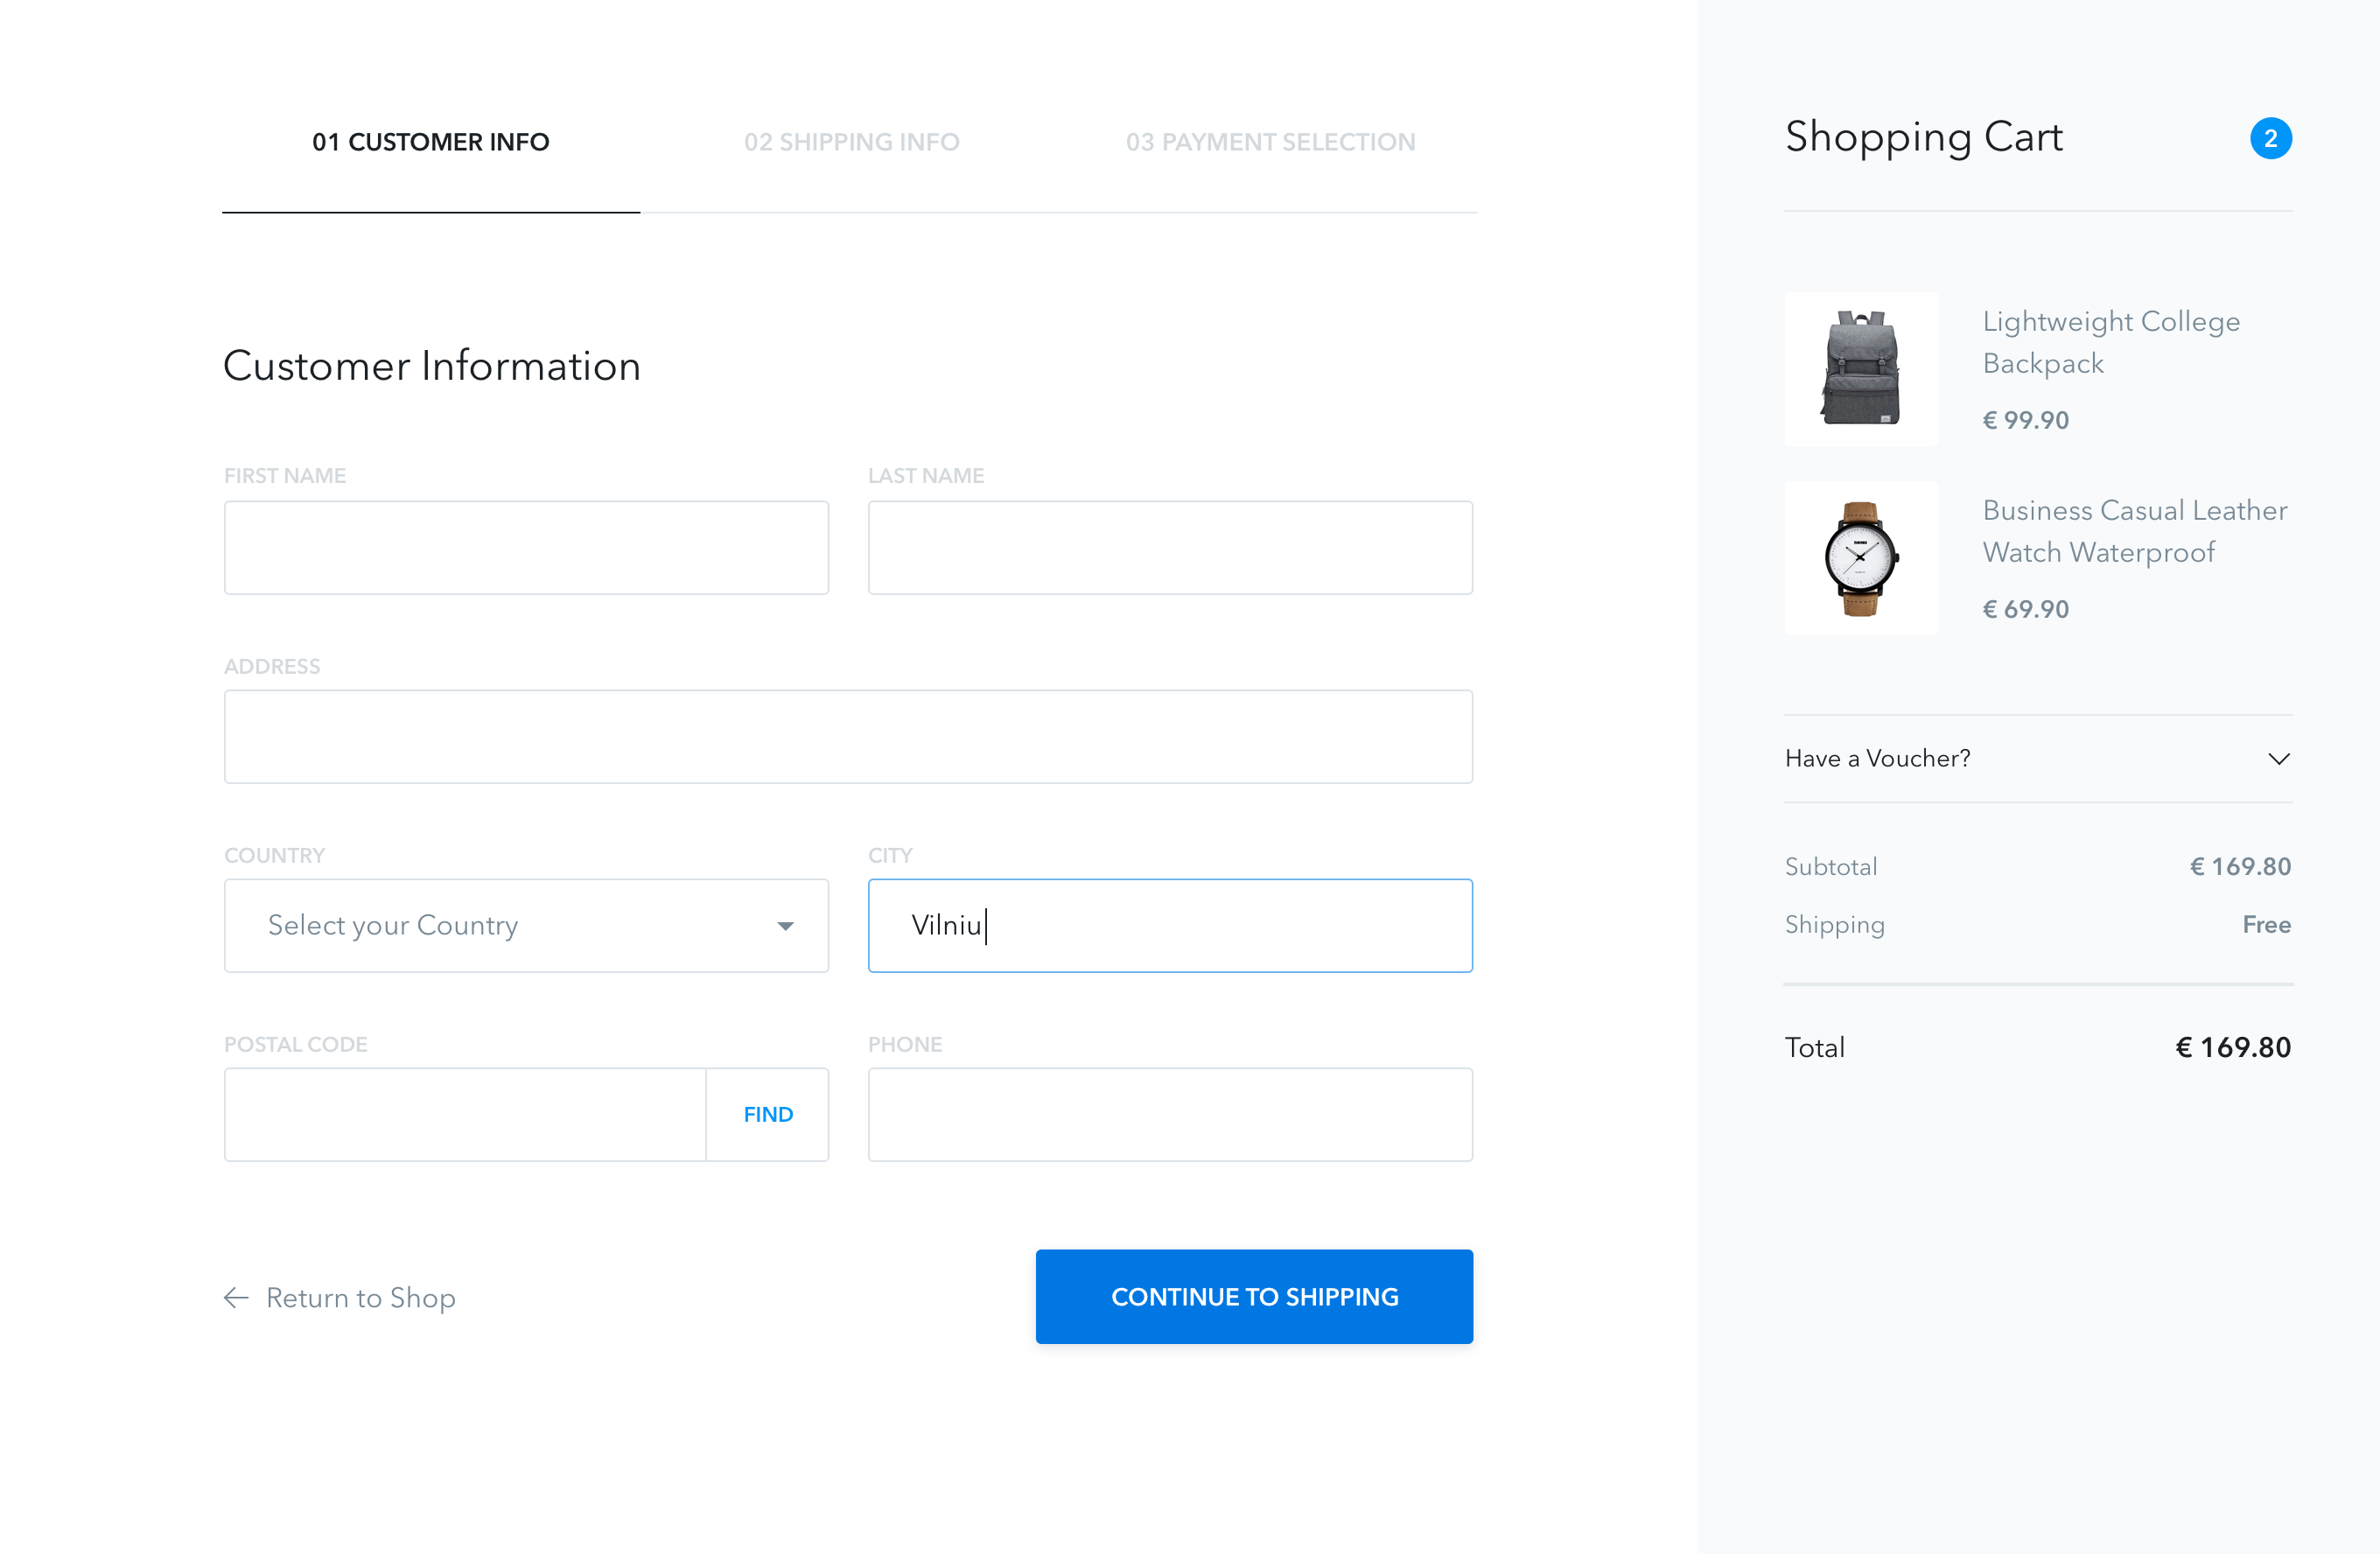 01 CUSTOMER INFO
02 SHIPPING INFO
03 PAYMENT SELECTION
Customer Information
FIRST NAME
LAST NAME
ADDRESS
COUNTRY
CITY
Select your Country
Vilniu
POSTAL CODE
PHONE
FIND
Return to Shop
CONTINUE TO SHIPPING
Shopping Cart
2
Lightweight College
Backpack
€ 99.90
Business Casual Leather
Watch Waterproof
€ 69.90
Have a Voucher?
Subtotal
€ 169.80
Shipping
Free
Total
€ 169.80